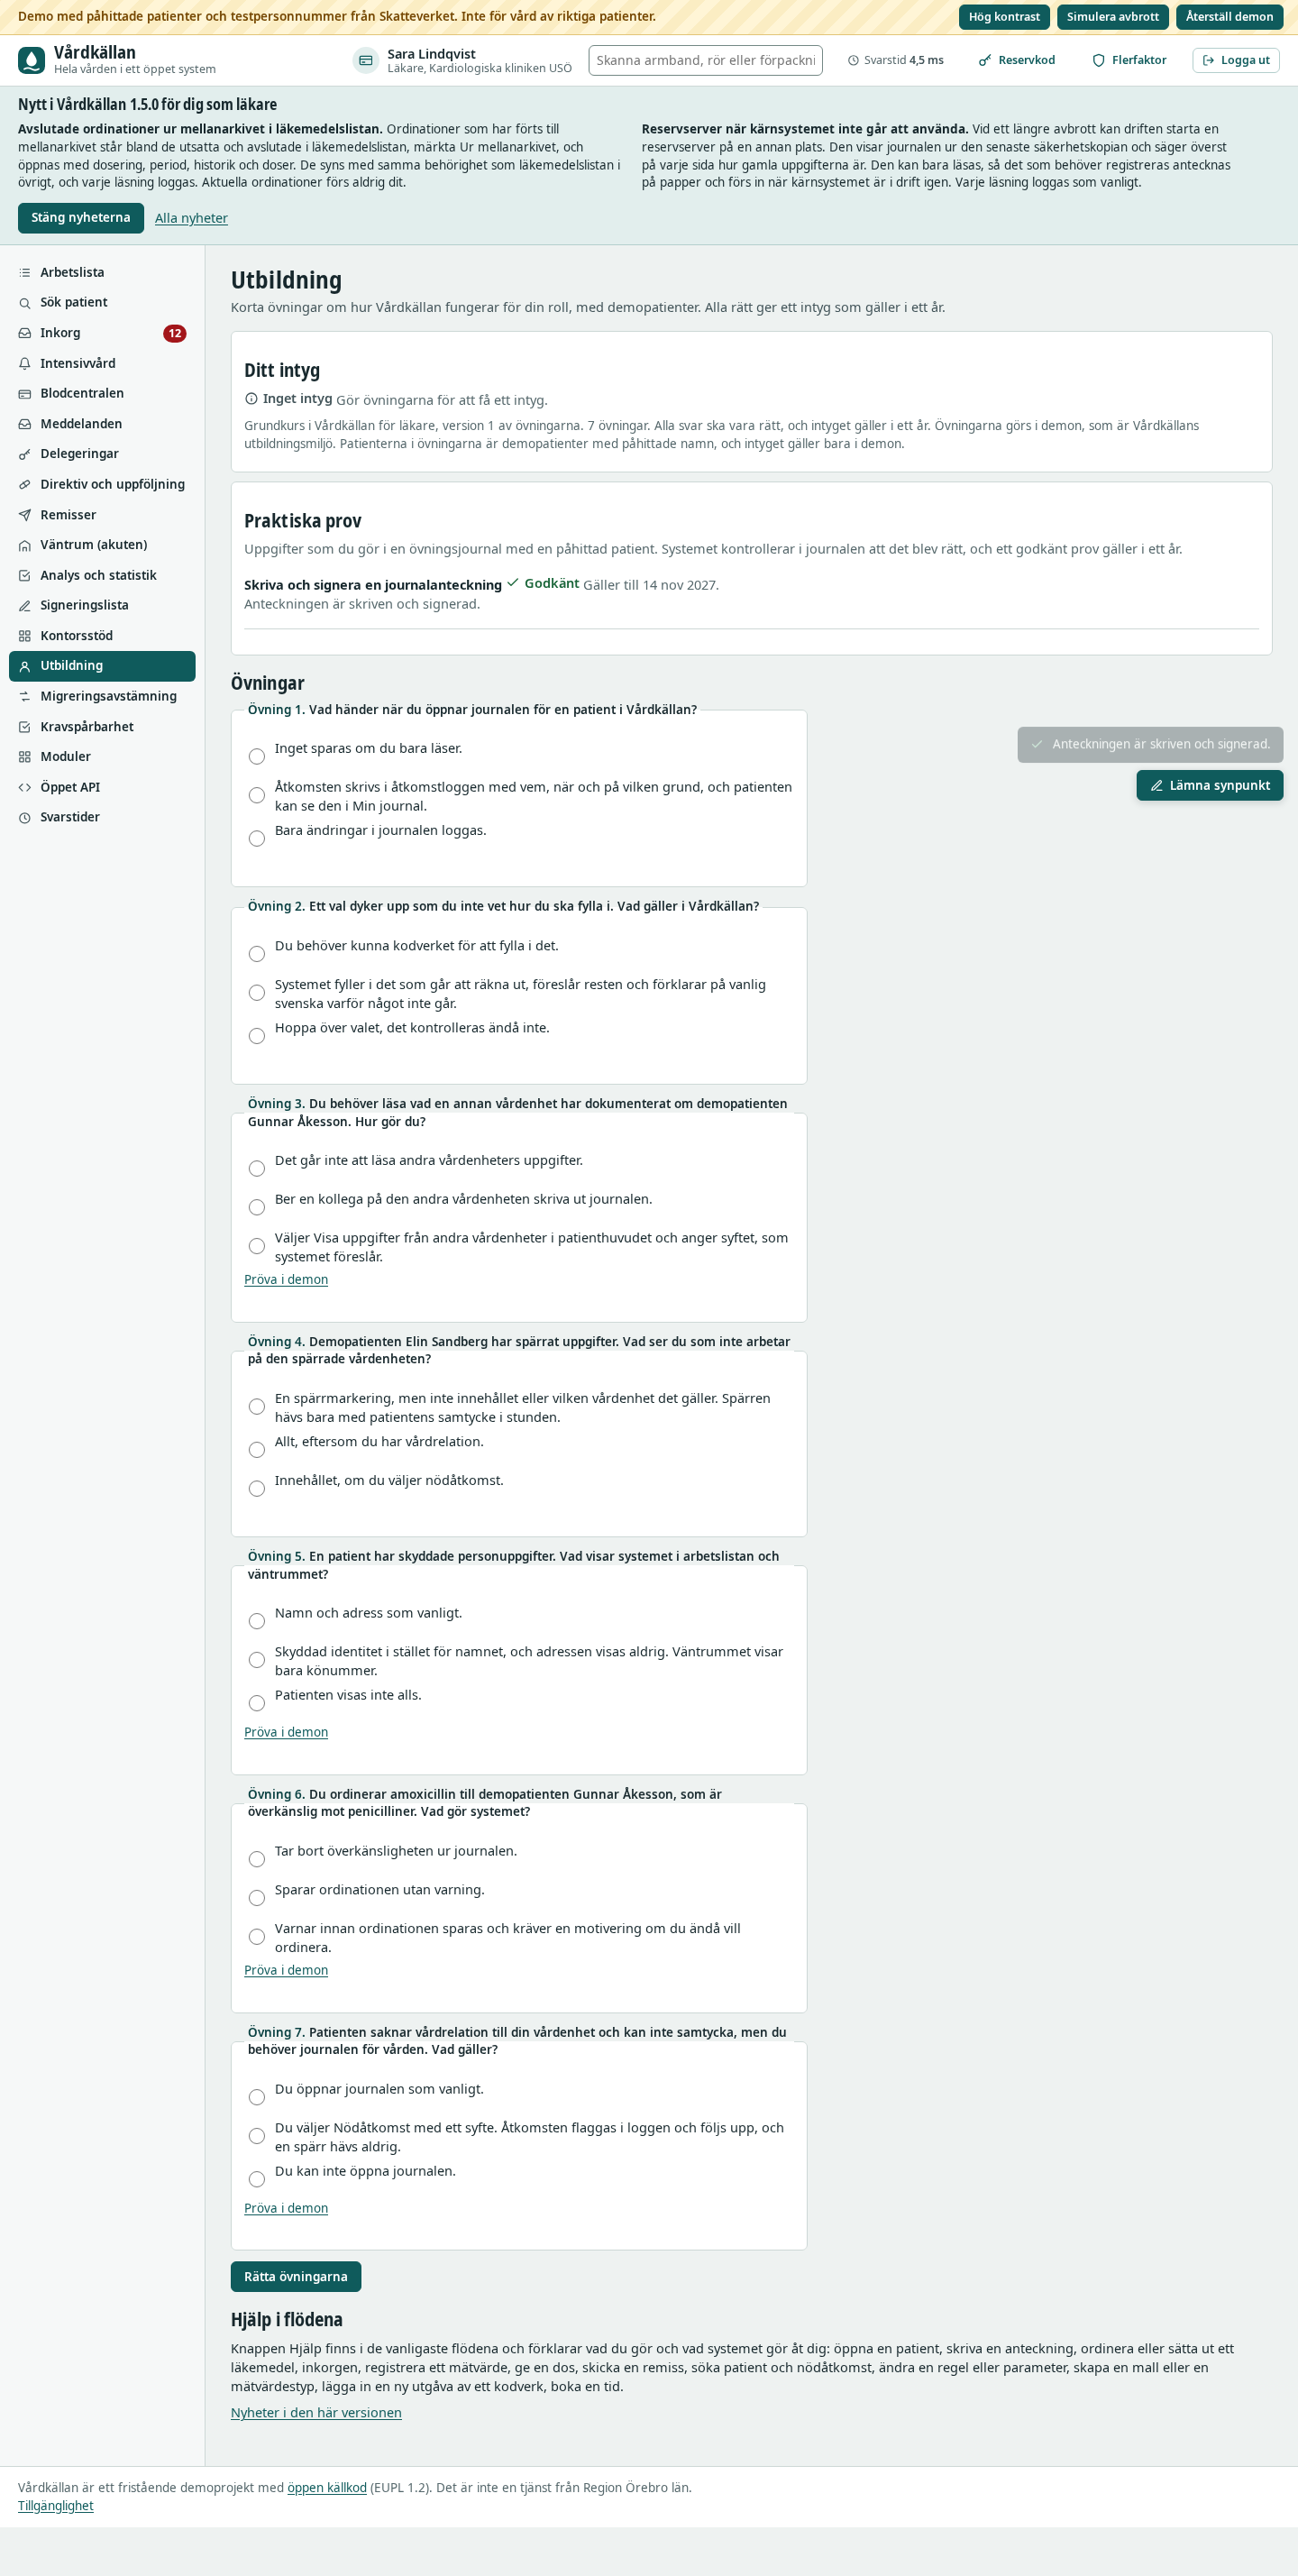 Demo med påhittade patienter och testpersonnummer från Skatteverket. Inte för vård av riktiga patienter.
Hög kontrast
Simulera avbrott
Återställ demon
Vårdkällan
Hela vården i ett öppet system
Sara Lindqvist
Läkare, Kardiologiska kliniken USÖ
Skanna armband, rör eller förpackni
Svarstid 4,5 ms
Reservkod
Flerfaktor
Logga ut
Nytt i Vårdkällan 1.5.0 för dig som läkare
Avslutade ordinationer ur mellanarkivet i läkemedelslistan. Ordinationer som har förts till
mellanarkivet står bland de utsatta och avslutade i läkemedelslistan, märkta Ur mellanarkivet, och
öppnas med dosering, period, historik och doser. De syns med samma behörighet som läkemedelslistan i
övrigt, och varje läsning loggas. Aktuella ordinationer förs aldrig dit.
Reservserver när kärnsystemet inte går att använda. Vid ett längre avbrott kan driften starta en
reservserver på en annan plats. Den visar journalen ur den senaste säkerhetskopian och säger överst
på varje sida hur gamla uppgifterna är. Den kan bara läsas, så det som behöver registreras antecknas
på papper och förs in när kärnsystemet är i drift igen. Varje läsning loggas som vanligt.
Stäng nyheterna
Alla nyheter
Arbetslista
Sök patient
Inkorg
12
Intensivvård
Blodcentralen
Meddelanden
Delegeringar
Direktiv och uppföljning
Remisser
Väntrum (akuten)
Analys och statistik
Signeringslista
Kontorsstöd
Utbildning
Migreringsavstämning
Kravspårbarhet
Moduler
Öppet API
Svarstider
Utbildning
Korta övningar om hur Vårdkällan fungerar för din roll, med demopatienter. Alla rätt ger ett intyg som gäller i ett år.
Ditt intyg
Inget intyg Gör övningarna för att få ett intyg.
Grundkurs i Vårdkällan för läkare, version 1 av övningarna. 7 övningar. Alla svar ska vara rätt, och intyget gäller i ett år. Övningarna görs i demon, som är Vårdkällans
utbildningsmiljö. Patienterna i övningarna är demopatienter med påhittade namn, och intyget gäller bara i demon.
Praktiska prov
Uppgifter som du gör i en övningsjournal med en påhittad patient. Systemet kontrollerar i journalen att det blev rätt, och ett godkänt prov gäller i ett år.
Skriva och signera en journalanteckning Godkänt Gäller till 14 nov 2027.
Anteckningen är skriven och signerad.
Övningar
Övning 1. Vad händer när du öppnar journalen för en patient i Vårdkällan?
Inget sparas om du bara läser.
Åtkomsten skrivs i åtkomstloggen med vem, när och på vilken grund, och patienten
kan se den i Min journal.
Bara ändringar i journalen loggas.
Anteckningen är skriven och signerad.
Lämna synpunkt
Övning 2. Ett val dyker upp som du inte vet hur du ska fylla i. Vad gäller i Vårdkällan?
Du behöver kunna kodverket för att fylla i det.
Systemet fyller i det som går att räkna ut, föreslår resten och förklarar på vanlig
svenska varför något inte går.
Hoppa över valet, det kontrolleras ändå inte.
Övning 3. Du behöver läsa vad en annan vårdenhet har dokumenterat om demopatienten
Gunnar Åkesson. Hur gör du?
Det går inte att läsa andra vårdenheters uppgifter.
Ber en kollega på den andra vårdenheten skriva ut journalen.
Väljer Visa uppgifter från andra vårdenheter i patienthuvudet och anger syftet, som
systemet föreslår.
Pröva i demon
Övning 4. Demopatienten Elin Sandberg har spärrat uppgifter. Vad ser du som inte arbetar
på den spärrade vårdenheten?
En spärrmarkering, men inte innehållet eller vilken vårdenhet det gäller. Spärren
hävs bara med patientens samtycke i stunden.
Allt, eftersom du har vårdrelation.
Innehållet, om du väljer nödåtkomst.
Övning 5. En patient har skyddade personuppgifter. Vad visar systemet i arbetslistan och
väntrummet?
Namn och adress som vanligt.
Skyddad identitet i stället för namnet, och adressen visas aldrig. Väntrummet visar
bara könummer.
Patienten visas inte alls.
Pröva i demon
Övning 6. Du ordinerar amoxicillin till demopatienten Gunnar Åkesson, som är
överkänslig mot penicilliner. Vad gör systemet?
Tar bort överkänsligheten ur journalen.
Sparar ordinationen utan varning.
Varnar innan ordinationen sparas och kräver en motivering om du ändå vill
ordinera.
Pröva i demon
Övning 7. Patienten saknar vårdrelation till din vårdenhet och kan inte samtycka, men du
behöver journalen för vården. Vad gäller?
Du öppnar journalen som vanligt.
Du väljer Nödåtkomst med ett syfte. Åtkomsten flaggas i loggen och följs upp, och
en spärr hävs aldrig.
Du kan inte öppna journalen.
Pröva i demon
Rätta övningarna
Hjälp i flödena
Knappen Hjälp finns i de vanligaste flödena och förklarar vad du gör och vad systemet gör åt dig: öppna en patient, skriva en anteckning, ordinera eller sätta ut ett
läkemedel, inkorgen, registrera ett mätvärde, ge en dos, skicka en remiss, söka patient och nödåtkomst, ändra en regel eller parameter, skapa en mall eller en
mätvärdestyp, lägga in en ny utgåva av ett kodverk, boka en tid.
Nyheter i den här versionen
Vårdkällan är ett fristående demoprojekt med öppen källkod (EUPL 1.2). Det är inte en tjänst från Region Örebro län.
Tillgänglighet